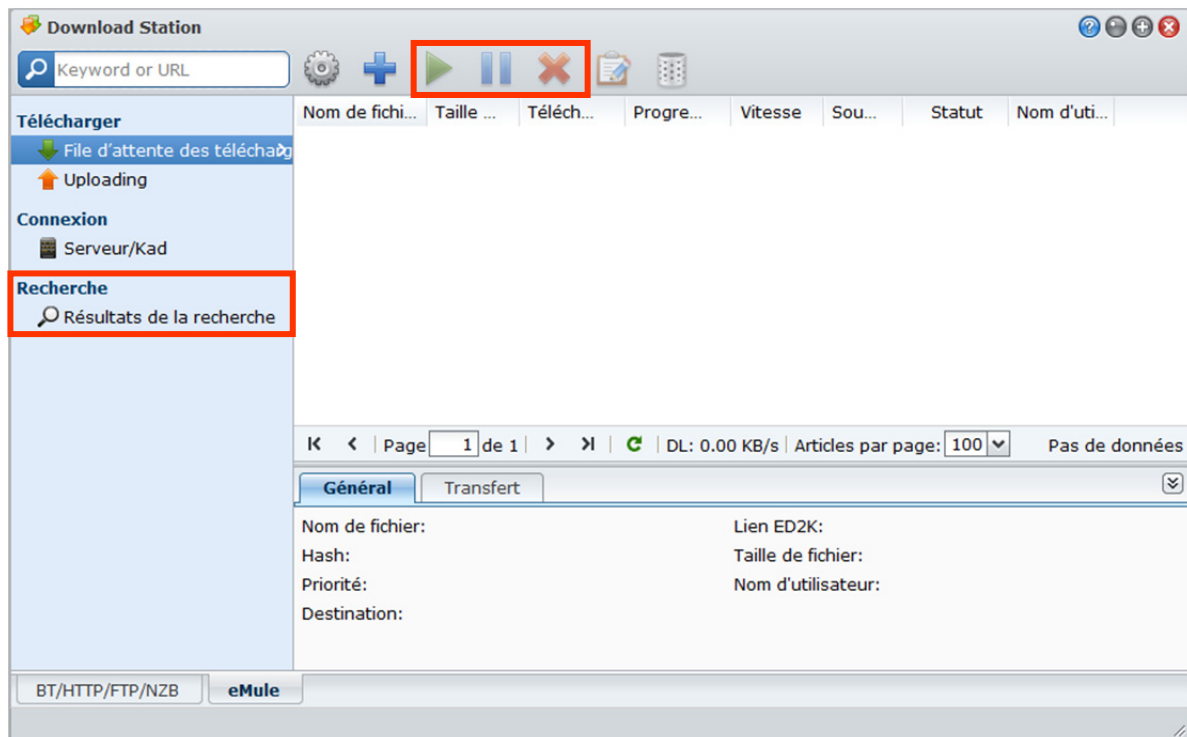 Download Station
Keyword or URL
Nom de fichi... Taille ... Téléch... Progre... Vitesse Sou... Statut Nom d'uti...
Télécharger
File d'attente des télécharg
Uploading
Connexion
Serveur/Kad
Recherche
Résultats de la recherche
Page 1 de 1 DL: 0.00 KB/s Articles par page: 100 Pas de données
Général Transfert
Nom de fichier: Lien ED2K:
Hash: Taille de fichier:
Priorité: Nom d'utilisateur:
Destination:
BT/HTTP/FTP/NZB eMule